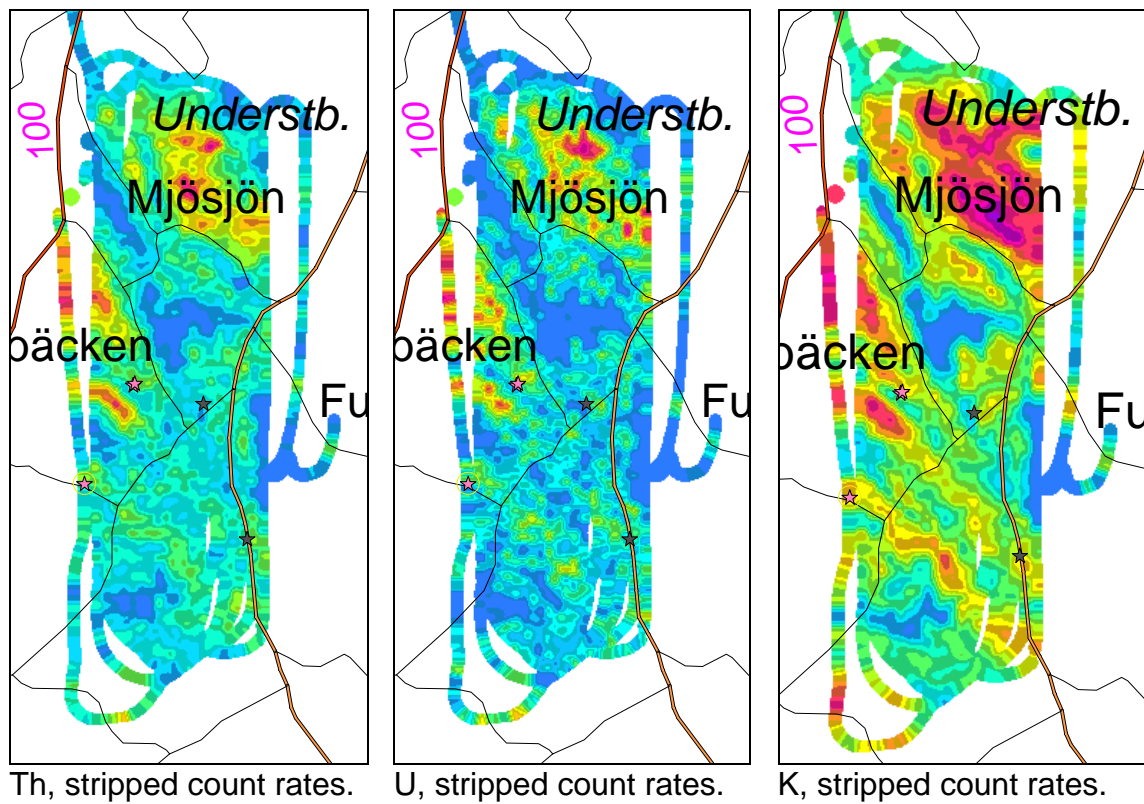 100
Understb.
Mjösjön
bäcken
Fu
Th, stripped count rates.
100
Understb.
Mjösjön
bäcken
Fu
U, stripped count rates.
100
Understb.
Mjösjön
bäcken
Fu
K, stripped count rates.